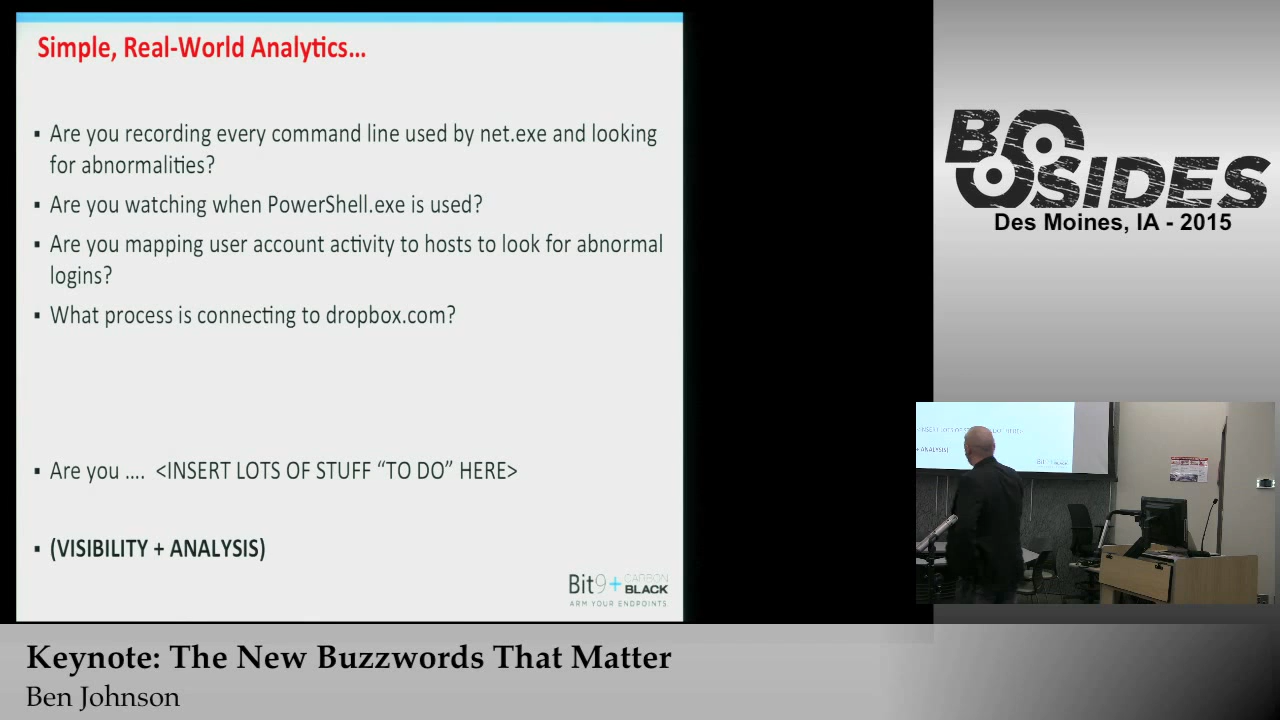 Simple, Real-World Analytics...
▪ Are you recording every command line used by net.exe and looking
for abnormalities?
▪ Are you watching when PowerShell.exe is used?
▪ Are you mapping user account activity to hosts to look for abnormal
logins?
▪ What process is connecting to dropbox.com?
▪ Are you .... <INSERT LOTS OF STUFF “TO DO” HERE>
▪ (VISIBILITY + ANALYSIS)
Bit9+ CARBON
BLACK
ARM YOUR ENDPOINTS
BSIDES
Des Moines, IA - 2015
Keynote: The New Buzzwords That Matter
Ben Johnson